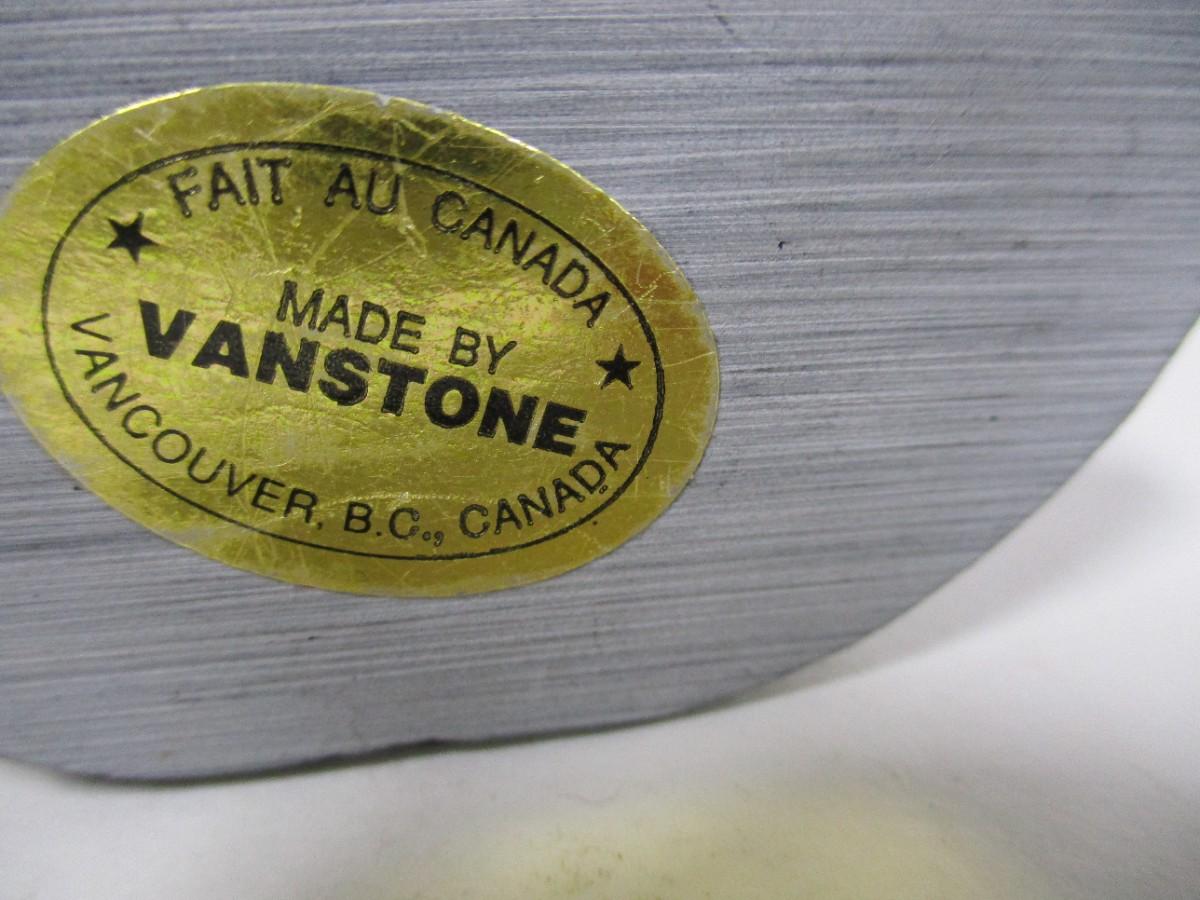 FAIT AU CANADA
MADE BY
VANSTONE
VANCOUVER, B.C., CANADA